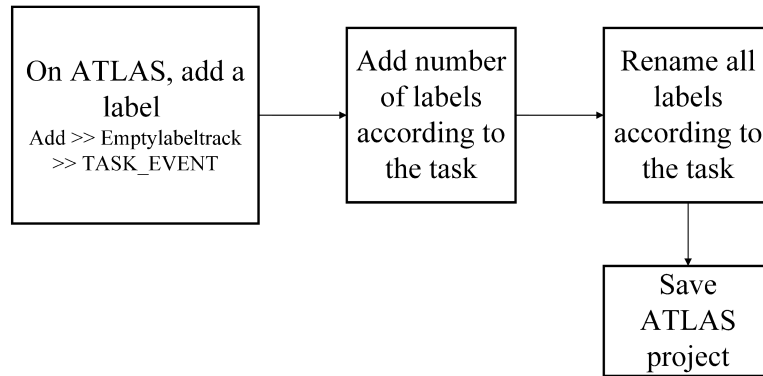 On ATLAS, add a
label
Add >> Emptylabeltrack
>> TASK_EVENT
Add number
of labels
according to
the task
Rename all
labels
according to
the task
Save
ATLAS
project